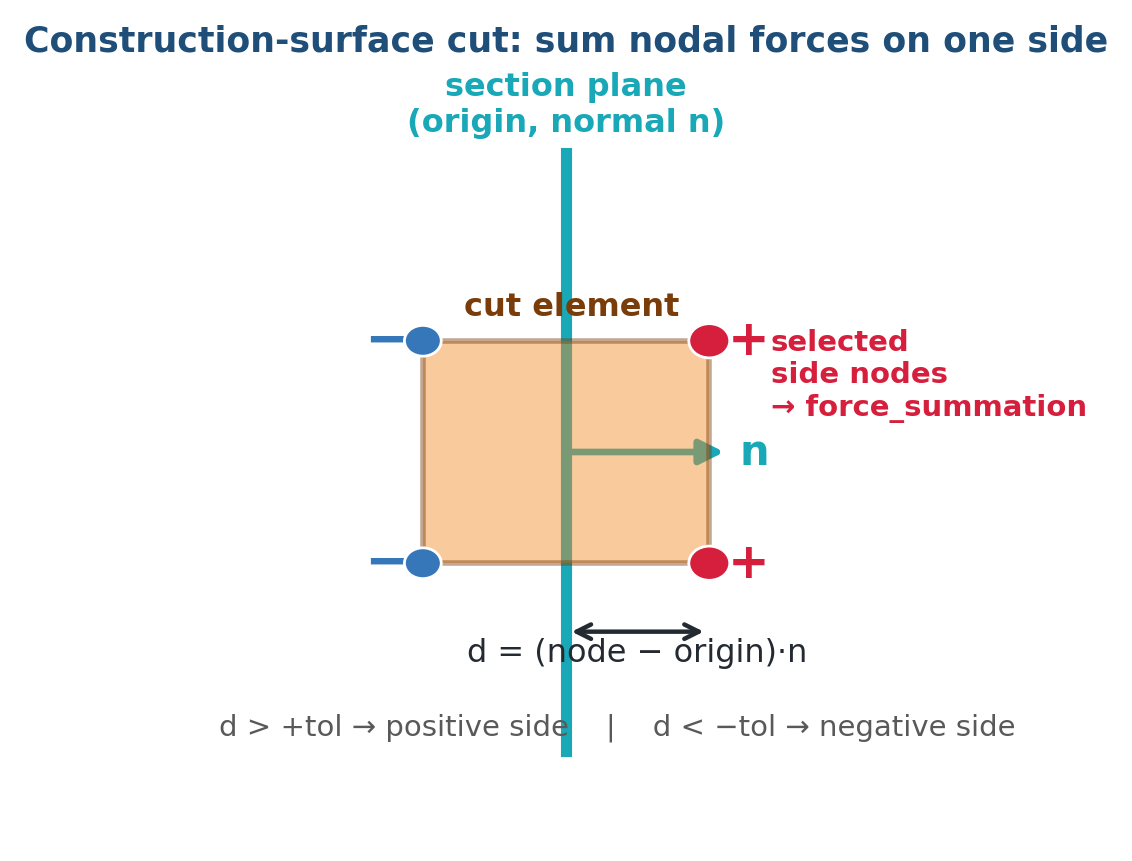 Construction-surface cut: sum nodal forces on one side
section plane
(origin, normal n)
cut element
− + selected
side nodes
→ force_summation
n
− +
d = (node − origin)·n
d > +tol → positive side | d < −tol → negative side